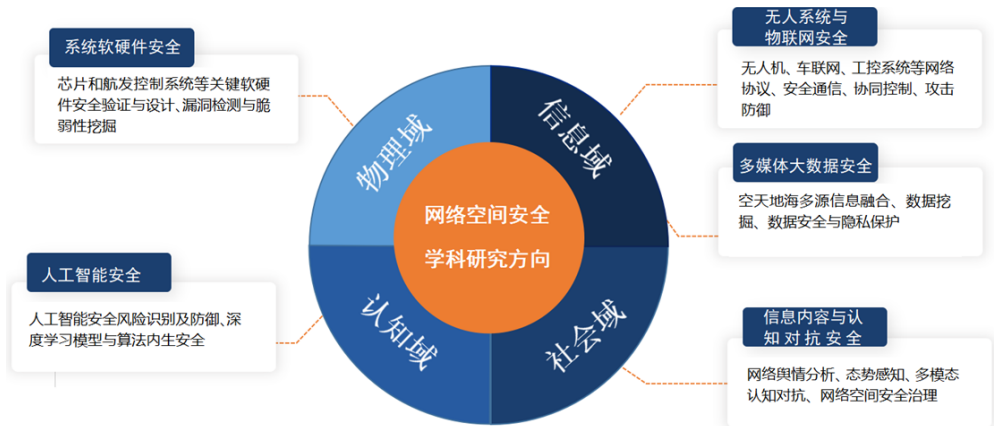 系统软硬件安全
芯片和航发控制系统等关键软硬
件安全验证与设计、漏洞检测与脆
弱性挖掘
人工智能安全
人工智能安全风险识别及防御、深
度学习模型与算法内生安全
物理域
信息域
认知域
社会域
网络空间安全
学科研究方向
无人系统与
物联网安全
无人机、车联网、工控系统等网络
协议、安全通信、协同控制、攻击
防御
多媒体大数据安全
空天地海多源信息融合、数据挖
掘、数据安全与隐私保护
信息内容与认
知对抗安全
网络舆情分析、态势感知、多模态
认知对抗、网络空间安全治理